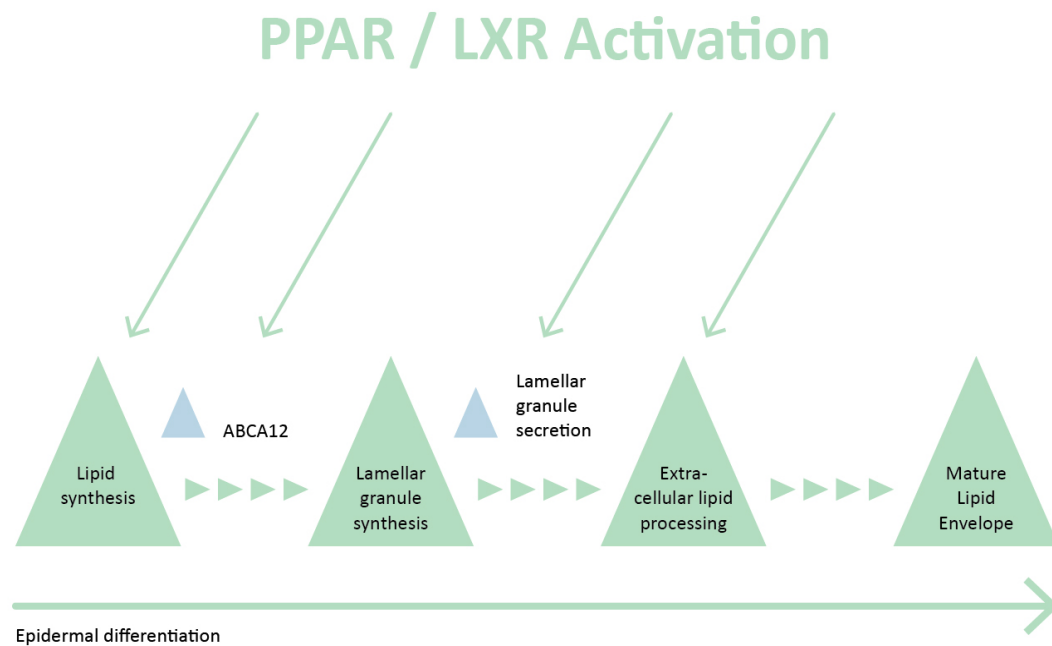 PPAR / LXR Activation
Lipid
synthesis
ABCA12
Lamellar
granule
synthesis
Lamellar
granule
secretion
Extra-
cellular lipid
processing
Mature
Lipid
Envelope
Epidermal differentiation